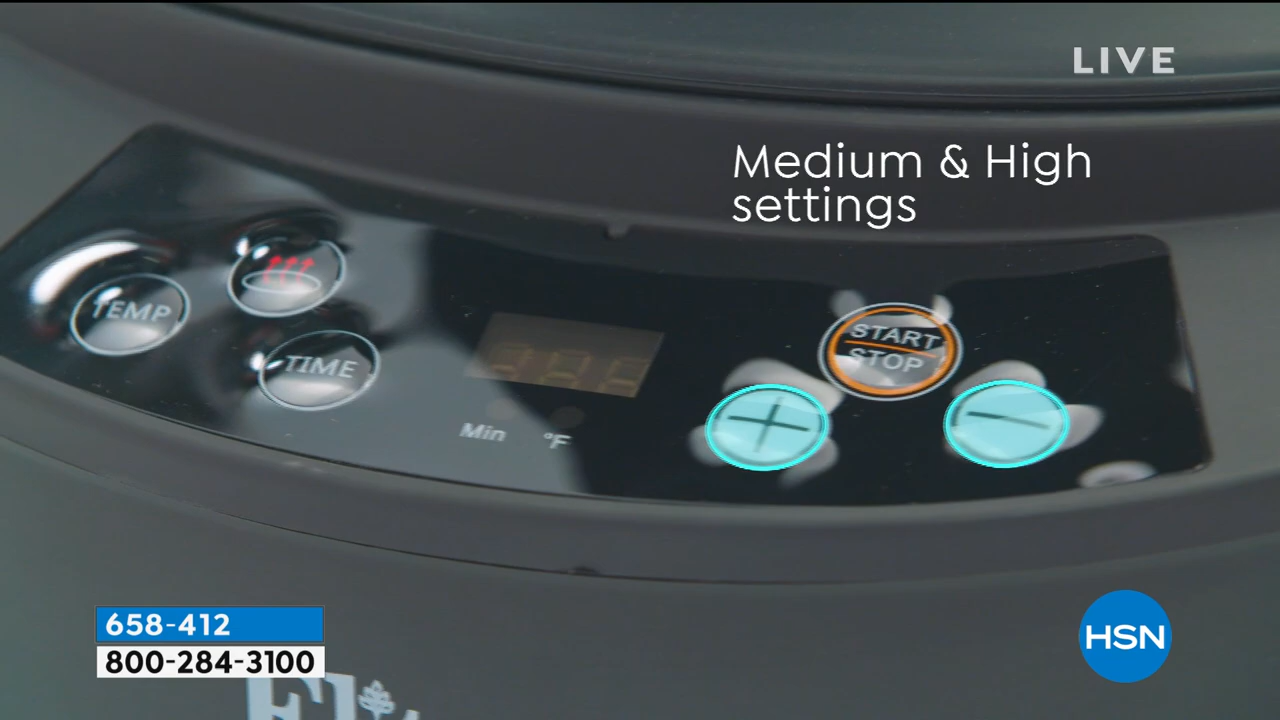 LIVE
Medium & High
settings
TEMP
TIME
Min °F
START
STOP
+
−
658-412
800-284-3100
HSN